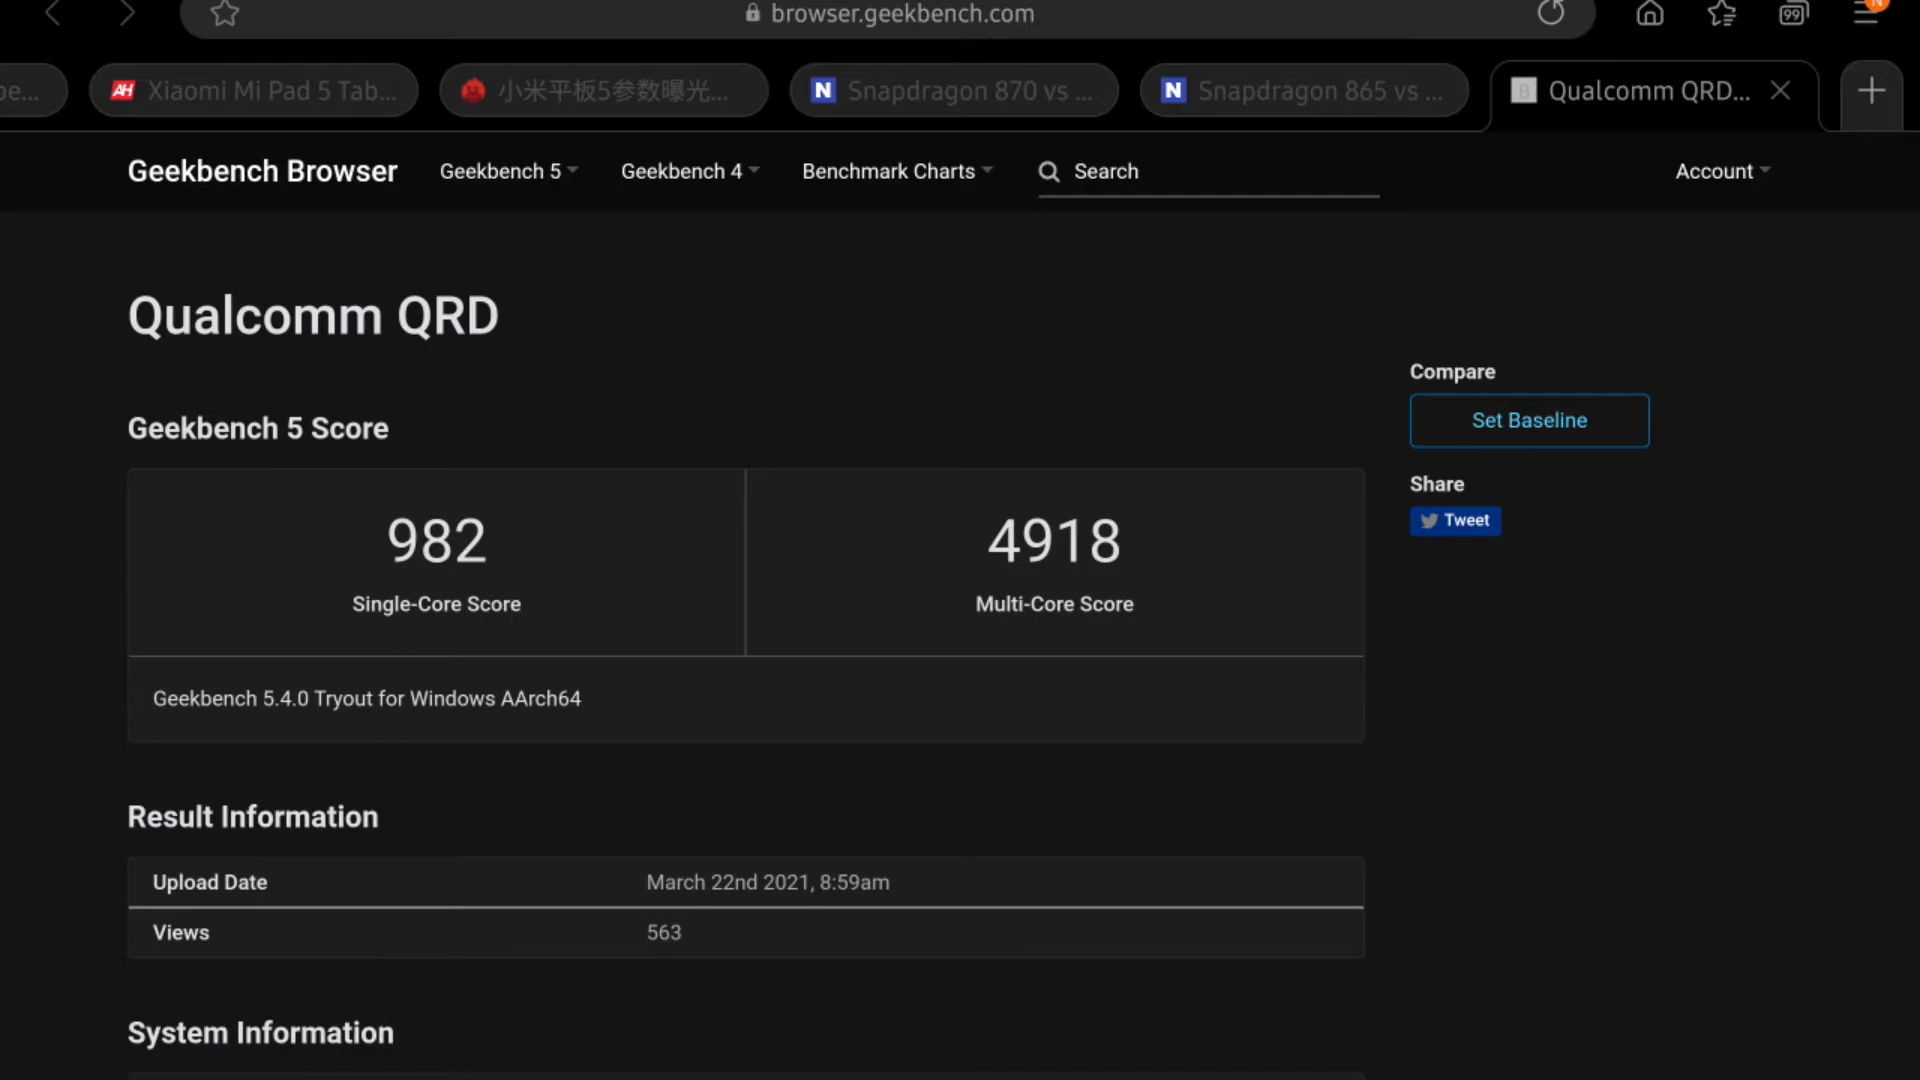 browser.geekbench.com
99
N
AH Xiaomi Mi Pad 5 Tab...
小米平板5参数曝光...
N Snapdragon 870 vs ...
N Snapdragon 865 vs ...
Qualcomm QRD...
Geekbench Browser
Geekbench 5
Geekbench 4
Benchmark Charts
Search
Account
Qualcomm QRD
Compare
Set Baseline
Share
Tweet
Geekbench 5 Score
982
4918
Single-Core Score
Multi-Core Score
Geekbench 5.4.0 Tryout for Windows AArch64
Result Information
Upload Date March 22nd 2021, 8:59am
Views 563
System Information